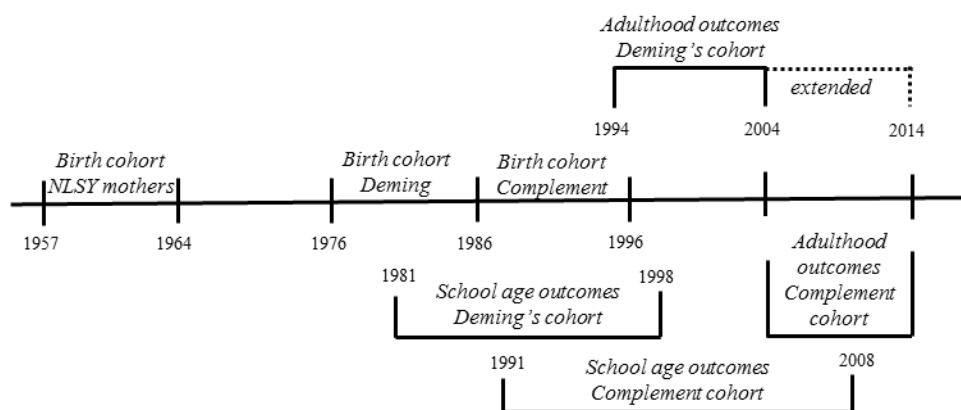 Adulthood outcomes
Deming's cohort
extended
1994
2004
2014
Birth cohort
NLSY mothers
Birth cohort
Deming
Birth cohort
Complement
1957
1964
1976
1986
1996
Adulthood
outcomes
Complement
cohort
1981
School age outcomes
Deming's cohort
1998
1991
School age outcomes
Complement cohort
2008